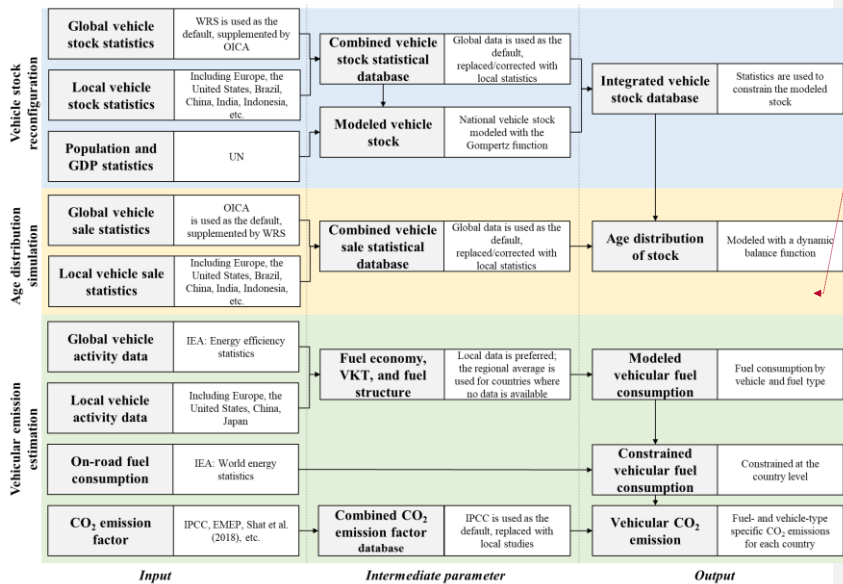 Vehicle stock
reconfiguration
Global vehicle
stock statistics
WRS is used as the
default, supplemented by
OICA
Local vehicle
stock statistics
Including Europe, the
United States, Brazil,
China, India, Indonesia,
etc.
Population and
GDP statistics
UN
Combined vehicle
stock statistical
database
Global data is used as the
default,
replaced/corrected with
local statistics
Modeled vehicle
stock
National vehicle stock
modeled with the
Gompertz function
Integrated vehicle
stock database
Statistics are used to
constrain the modeled
stock
Age distribution
simulation
Global vehicle
sale statistics
OICA
is used as the default,
supplemented by WRS
Local vehicle sale
statistics
Including Europe, the
United States, Brazil,
China, India, Indonesia,
etc.
Combined vehicle
sale statistical
database
Global data is used as the
default,
replaced/corrected with
local statistics
Age distribution
of stock
Modeled with a dynamic
balance function
Vehicular emission
estimation
Global vehicle
activity data
IEA: Energy efficiency
statistics
Local vehicle
activity data
Including Europe, the
United States, China,
Japan
On-road fuel
consumption
IEA: World energy
statistics
CO₂ emission
factor
IPCC, EMEP, Shat et al.
(2018), etc.
Fuel economy,
VKT, and fuel
structure
Local data is preferred;
the regional average is
used for countries where
no data is available
Combined CO₂
emission factor
database
IPCC is used as the
default, replaced with
local studies
Modeled
vehicular fuel
consumption
Fuel consumption by
vehicle and fuel type
Constrained
vehicular fuel
consumption
Constrained at the
country level
Vehicular CO₂
emission
Fuel- and vehicle-type
specific CO₂ emissions
for each country
Input
Intermediate parameter
Output